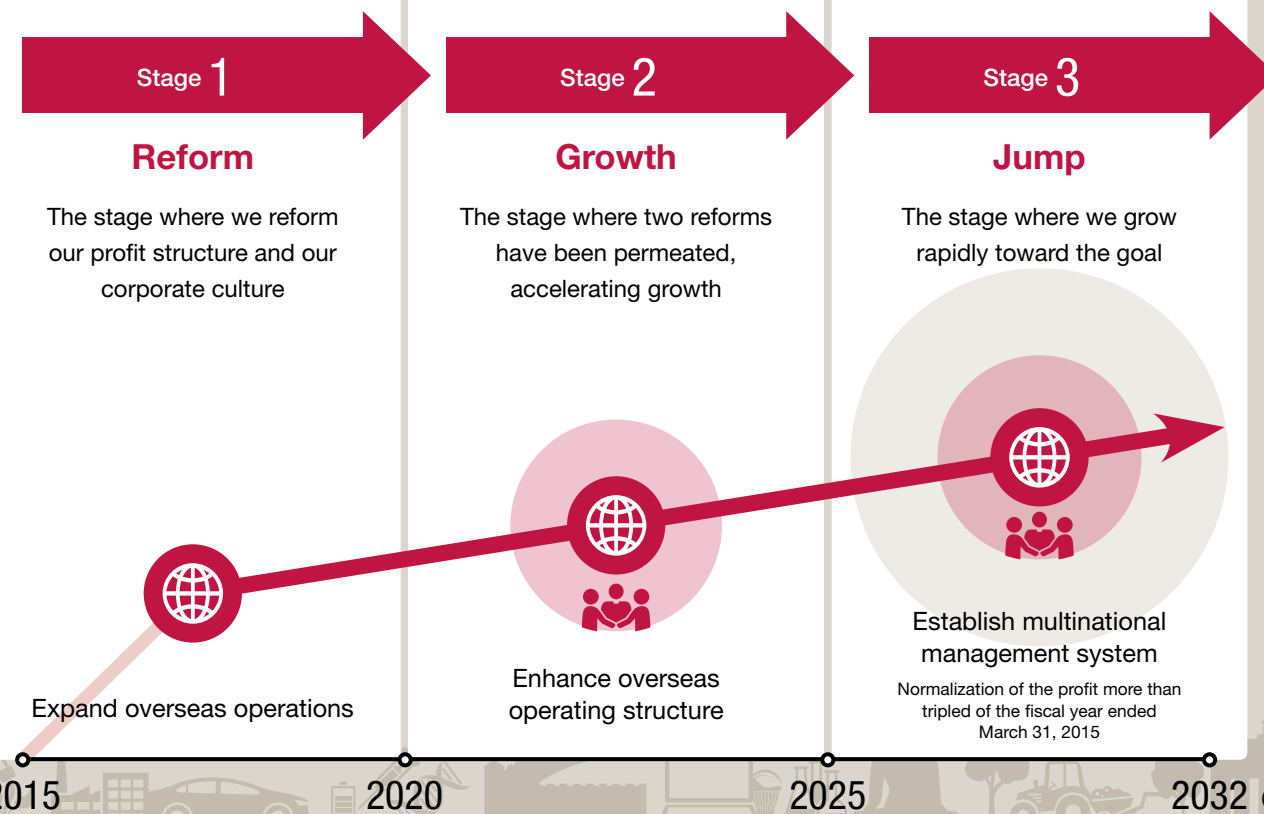 Stage 1
Reform
The stage where we reform
our profit structure and our
corporate culture
Expand overseas operations
Stage 2
Growth
The stage where two reforms
have been permeated,
accelerating growth
Enhance overseas
operating structure
Stage 3
Jump
The stage where we grow
rapidly toward the goal
Establish multinational
management system
Normalization of the profit more than
tripled of the fiscal year ended
March 31, 2015
2015
2020
2025
2032